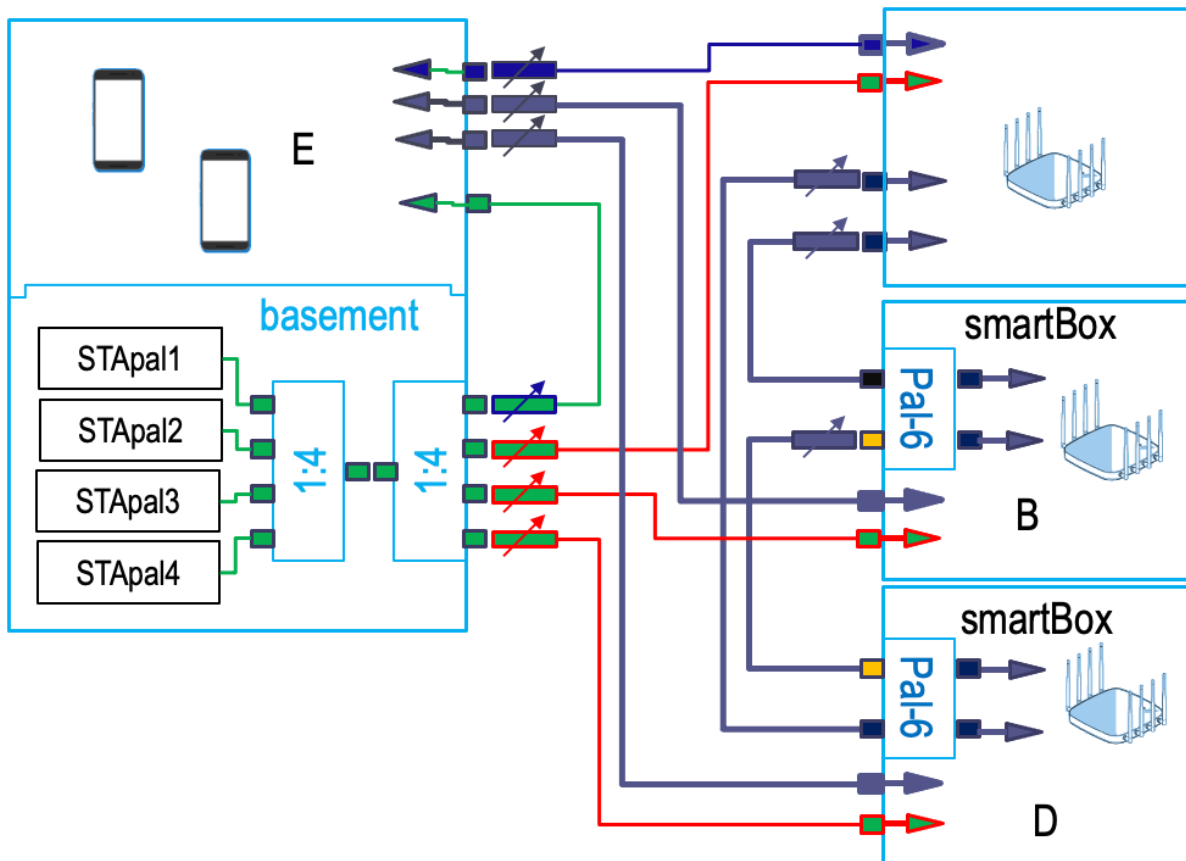 E
basement
STApal1
STApal2
STApal3
STApal4
1:4
1:4
smartBox
Pal-6
B
smartBox
Pal-6
D